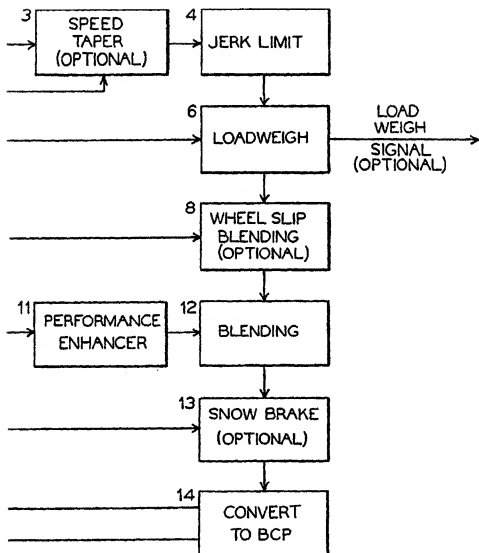 3
SPEED
TAPER
(OPTIONAL)
4
JERK LIMIT
6
LOADWEIGH
LOAD
WEIGH
SIGNAL
(OPTIONAL)
8
WHEEL SLIP
BLENDING
(OPTIONAL)
11
PERFORMANCE
ENHANCER
12
BLENDING
13
SNOW BRAKE
(OPTIONAL)
14
CONVERT
TO BCP